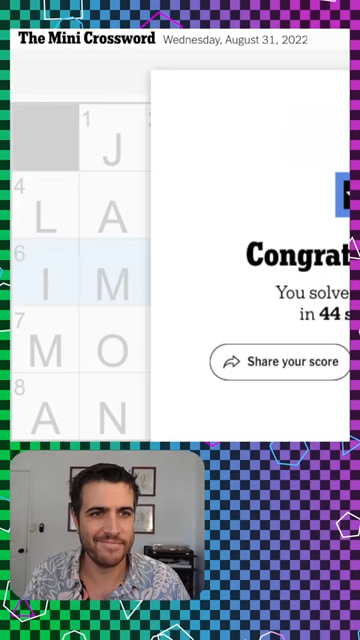 The Mini Crossword Wednesday, August 31, 2022
1
J
4
L A
6
I M
7
M O
8
A N
Congrat
You solve
in 44 s
Share your score